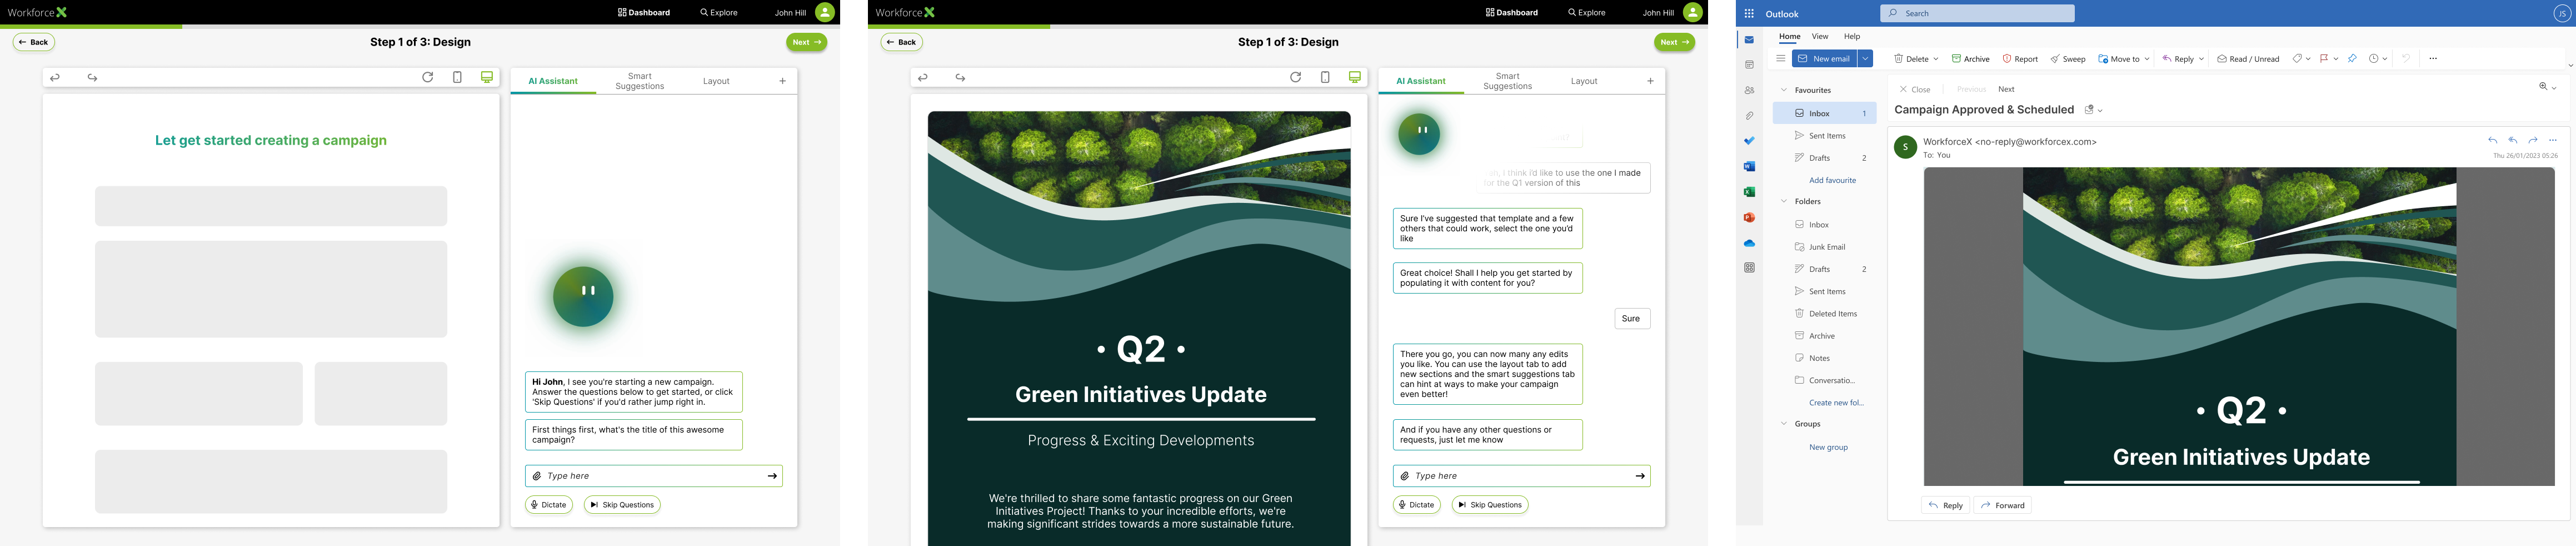 WorkforceX
Dashboard
Explore
John Hill
Back
Step 1 of 3: Design
Next
Let get started creating a campaign
AI Assistant
Smart
Suggestions
Layout
+
Hi John, I see you're starting a new campaign.
Answer the questions below to get started, or click
'Skip Questions' if you'd rather jump right in.
First things first, what's the title of this awesome
campaign?
Type here
Dictate
Skip Questions
WorkforceX
Dashboard
Explore
John Hill
Back
Step 1 of 3: Design
Next
• Q2 •
Green Initiatives Update
Progress & Exciting Developments
We're thrilled to share some fantastic progress on our Green
Initiatives Project! Thanks to your incredible efforts, we're
making significant strides towards a more sustainable future.
AI Assistant
Smart
Suggestions
Layout
+
I think I'd like to use the one I made
for the Q1 version of this
Sure I've suggested that template and a few
others that could work, select the one you'd
like
Great choice! Shall I help you get started by
populating it with content for you?
Sure
There you go, you can now many any edits
you like. You can use the layout tab to add
new sections and the smart suggestions tab
can hint at ways to make your campaign
even better!
And if you have any other questions or
requests, just let me know
Type here
Dictate
Skip Questions
Outlook
Search
JS
Home
View
Help
New email
Delete
Archive
Report
Sweep
Move to
Reply
Read / Unread
Favourites
Inbox 1
Sent Items
Drafts 2
Add favourite
Folders
Inbox
Junk Email
Drafts 2
Sent Items
Deleted Items
Archive
Notes
Conversatio...
Create new fol...
Groups
New group
Close
Previous
Next
Campaign Approved & Scheduled
S
WorkforceX <no-reply@workforcex.com>
To: You
Thu 26/01/2023 05:26
• Q2 •
Green Initiatives Update
Reply
Forward